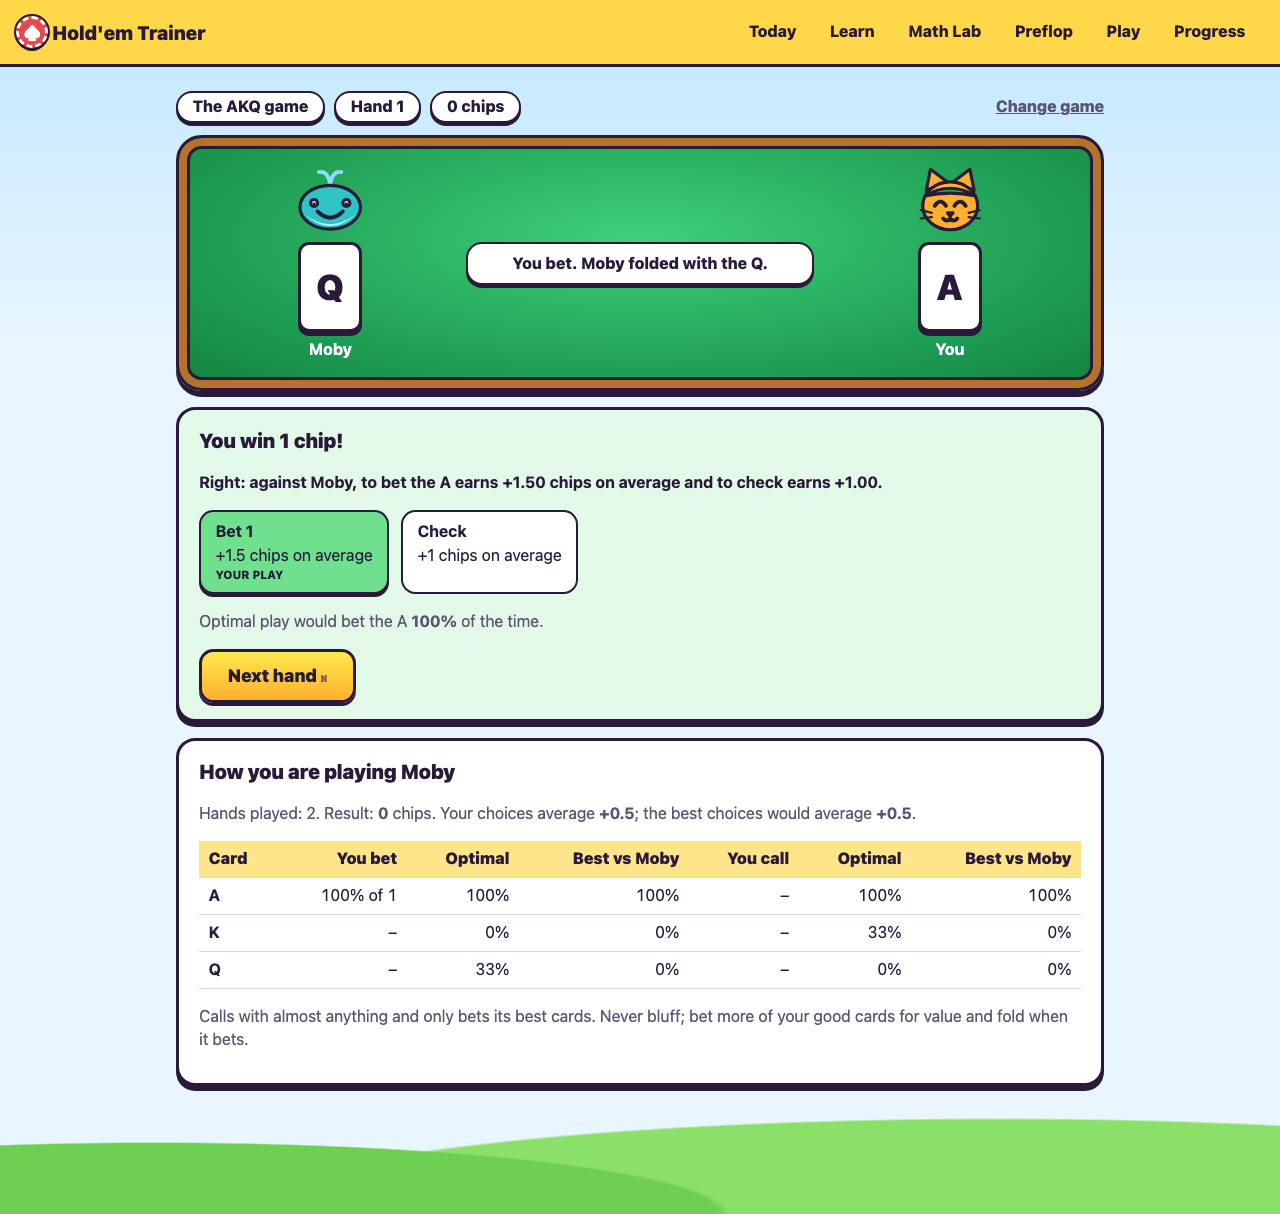 Hold'em Trainer
Today Learn Math Lab Preflop Play Progress
The AKQ game Hand 1 0 chips Change game
Q A
You bet. Moby folded with the Q.
Moby You
You win 1 chip!
Right: against Moby, to bet the A earns +1.50 chips on average and to check earns +1.00.
Bet 1
+1.5 chips on average
YOUR PLAY
Check
+1 chips on average
Optimal play would bet the A 100% of the time.
Next hand N
How you are playing Moby
Hands played: 2. Result: 0 chips. Your choices average +0.5; the best choices would average +0.5.
Card You bet Optimal Best vs Moby You call Optimal Best vs Moby
A 100% of 1 100% 100% – 100% 100%
K – 0% 0% – 33% 0%
Q – 33% 0% – 0% 0%
Calls with almost anything and only bets its best cards. Never bluff; bet more of your good cards for value and fold when
it bets.